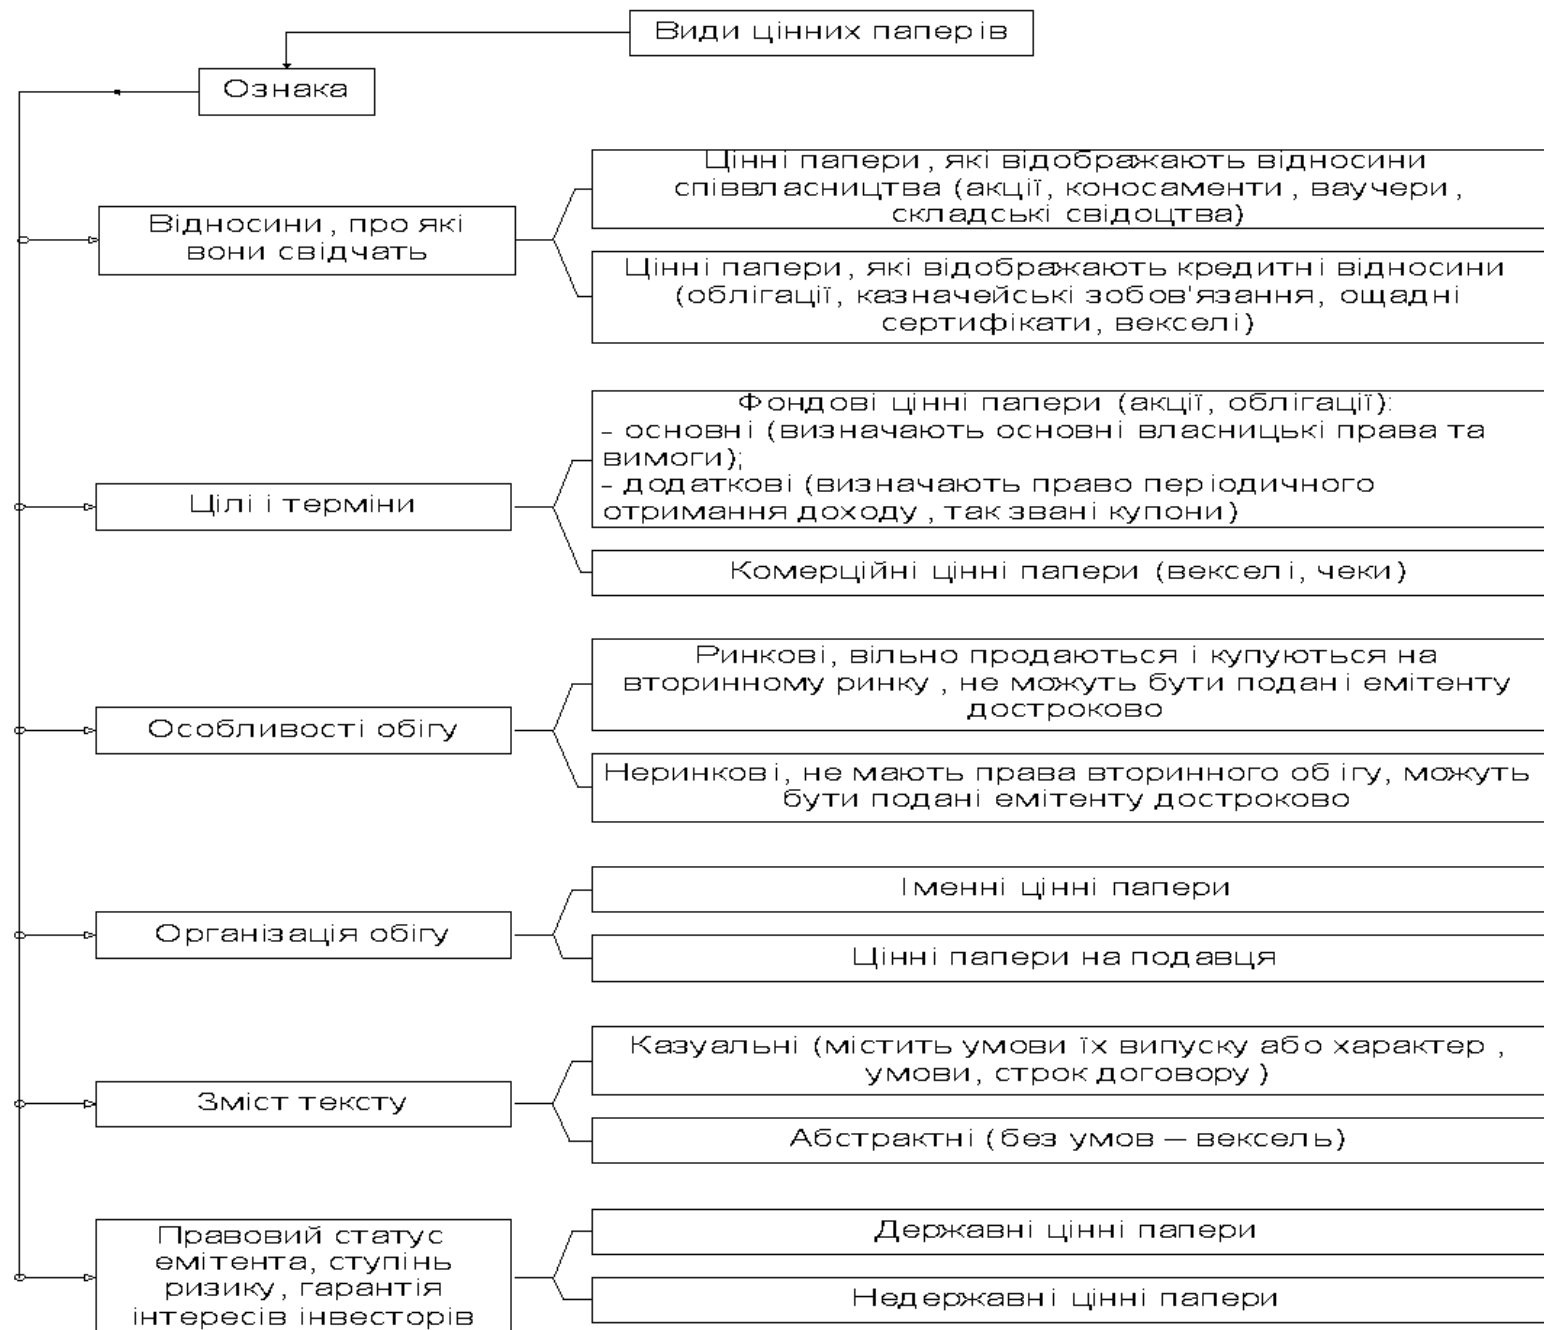 Види цінних паперів
Ознака
Відносини, про які
вони свідчать
Цінні папери, які відображають відносини
співвласництва (акції, коносаменти, ваучери,
складські свідоцтва)
Цінні папери, які відображають кредитні відносини
(облігації, казначейські зобов'язання, ощадні
сертифікати, векселі)
Цілі і терміни
Фондові цінні папери (акції, облігації):
- основні (визначають основні власницькі права та
вимоги);
- додаткові (визначають право періодичного
отримання доходу, так звані купони)
Комерційні цінні папери (векселі, чеки)
Особливості обігу
Ринкові, вільно продаються і купуються на
вторинному ринку, не можуть бути подані емітенту
достроково
Неринкові, не мають права вторинного обігу, можуть
бути подані емітенту достроково
Організація обігу
Іменні цінні папери
Цінні папери на подавця
Зміст тексту
Казуальні (містить умови їх випуску або характер,
умови, строк договору)
Абстрактні (без умов – вексель)
Правовий статус
емітента, ступінь
ризику, гарантія
інтересів інвесторів
Державні цінні папери
Недержавні цінні папери